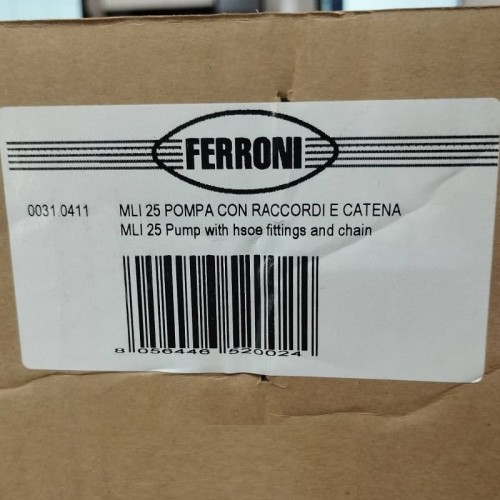 FERRONI
0031.0411 MLI 25 POMPA CON RACCORDI E CATENA
MLI 25 Pump with hsoe fittings and chain
8 056446 520024